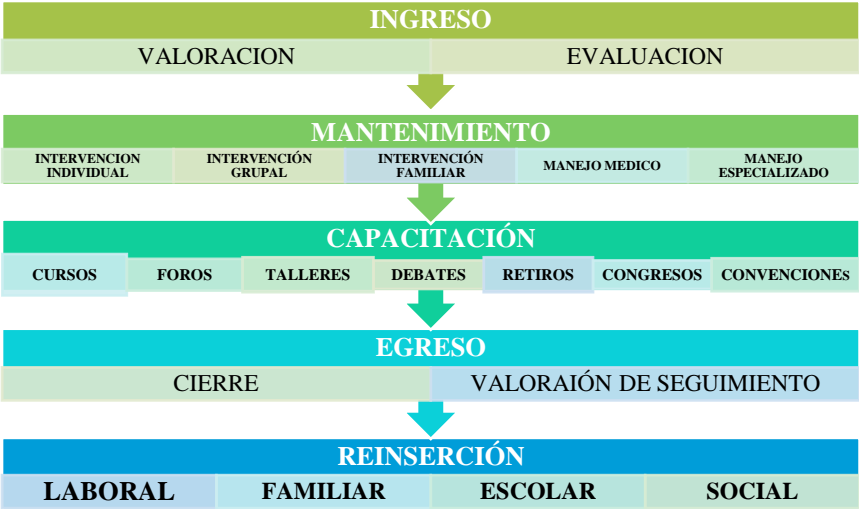 INGRESO
VALORACION EVALUACION
MANTENIMIENTO
INTERVENCION INDIVIDUAL
INTERVENCIÓN GRUPAL
INTERVENCIÓN FAMILIAR
MANEJO MEDICO
MANEJO ESPECIALIZADO
CAPACITACIÓN
CURSOS FOROS TALLERES DEBATES RETIROS CONGRESOS CONVENCIONEs
EGRESO
CIERRE VALORAIÓN DE SEGUIMIENTO
REINSERCIÓN
LABORAL FAMILIAR ESCOLAR SOCIAL